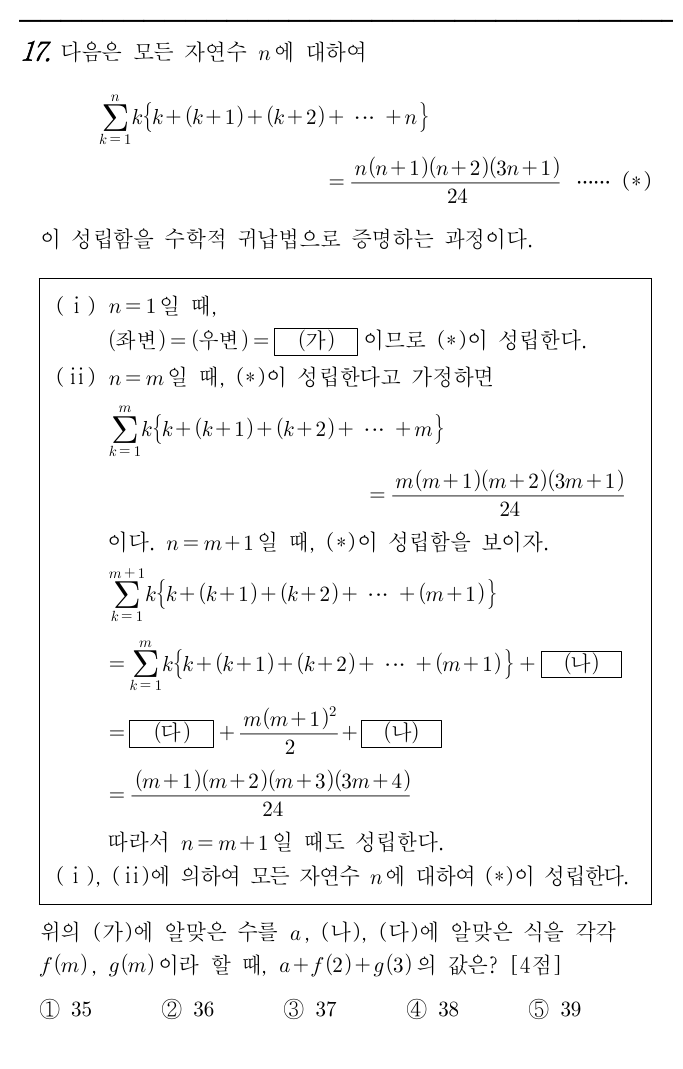 17. 다음은 모든 자연수 n에 대하여
\sum_{k=1}^{n} k{k+(k+1)+(k+2)+ ⋯ +n}
= \frac{n(n+1)(n+2)(3n+1)}{24} ⋯⋯ (*)
이 성립함을 수학적 귀납법으로 증명하는 과정이다.
(ⅰ) n=1일 때,
(좌변)=(우변)= (가) 이므로 (*)이 성립한다.
(ⅱ) n=m일 때, (*)이 성립한다고 가정하면
\sum_{k=1}^{m} k{k+(k+1)+(k+2)+ ⋯ +m}
= \frac{m(m+1)(m+2)(3m+1)}{24}
이다. n=m+1일 때, (*)이 성립함을 보이자.
\sum_{k=1}^{m+1} k{k+(k+1)+(k+2)+ ⋯ +(m+1)}
= \sum_{k=1}^{m} k{k+(k+1)+(k+2)+ ⋯ +(m+1)} + (나)
= (다) + \frac{m(m+1)^2}{2} + (나)
= \frac{(m+1)(m+2)(m+3)(3m+4)}{24}
따라서 n=m+1일 때도 성립한다.
(ⅰ), (ⅱ)에 의하여 모든 자연수 n에 대하여 (*)이 성립한다.
위의 (가)에 알맞은 수를 a, (나), (다)에 알맞은 식을 각각
f(m), g(m)이라 할 때, a+f(2)+g(3)의 값은? [4점]
① 35 ② 36 ③ 37 ④ 38 ⑤ 39